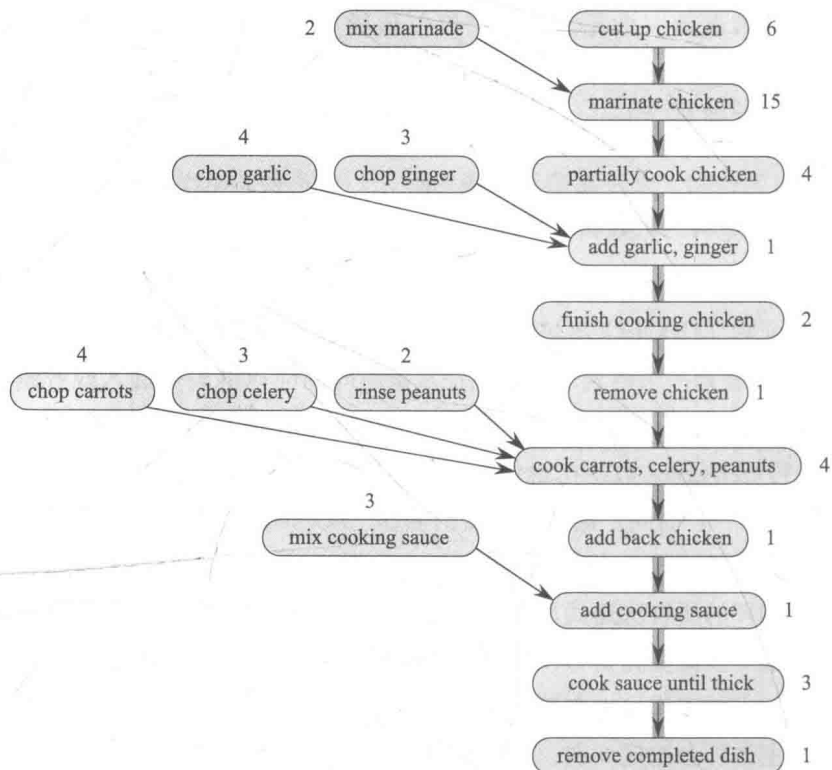 2 mix marinade cut up chicken 6
marinate chicken 15
4 3
chop garlic chop ginger partially cook chicken 4
add garlic, ginger 1
finish cooking chicken 2
4 3 2
chop carrots chop celery rinse peanuts remove chicken 1
cook carrots, celery, peanuts 4
3
mix cooking sauce add back chicken 1
add cooking sauce 1
cook sauce until thick 3
remove completed dish 1